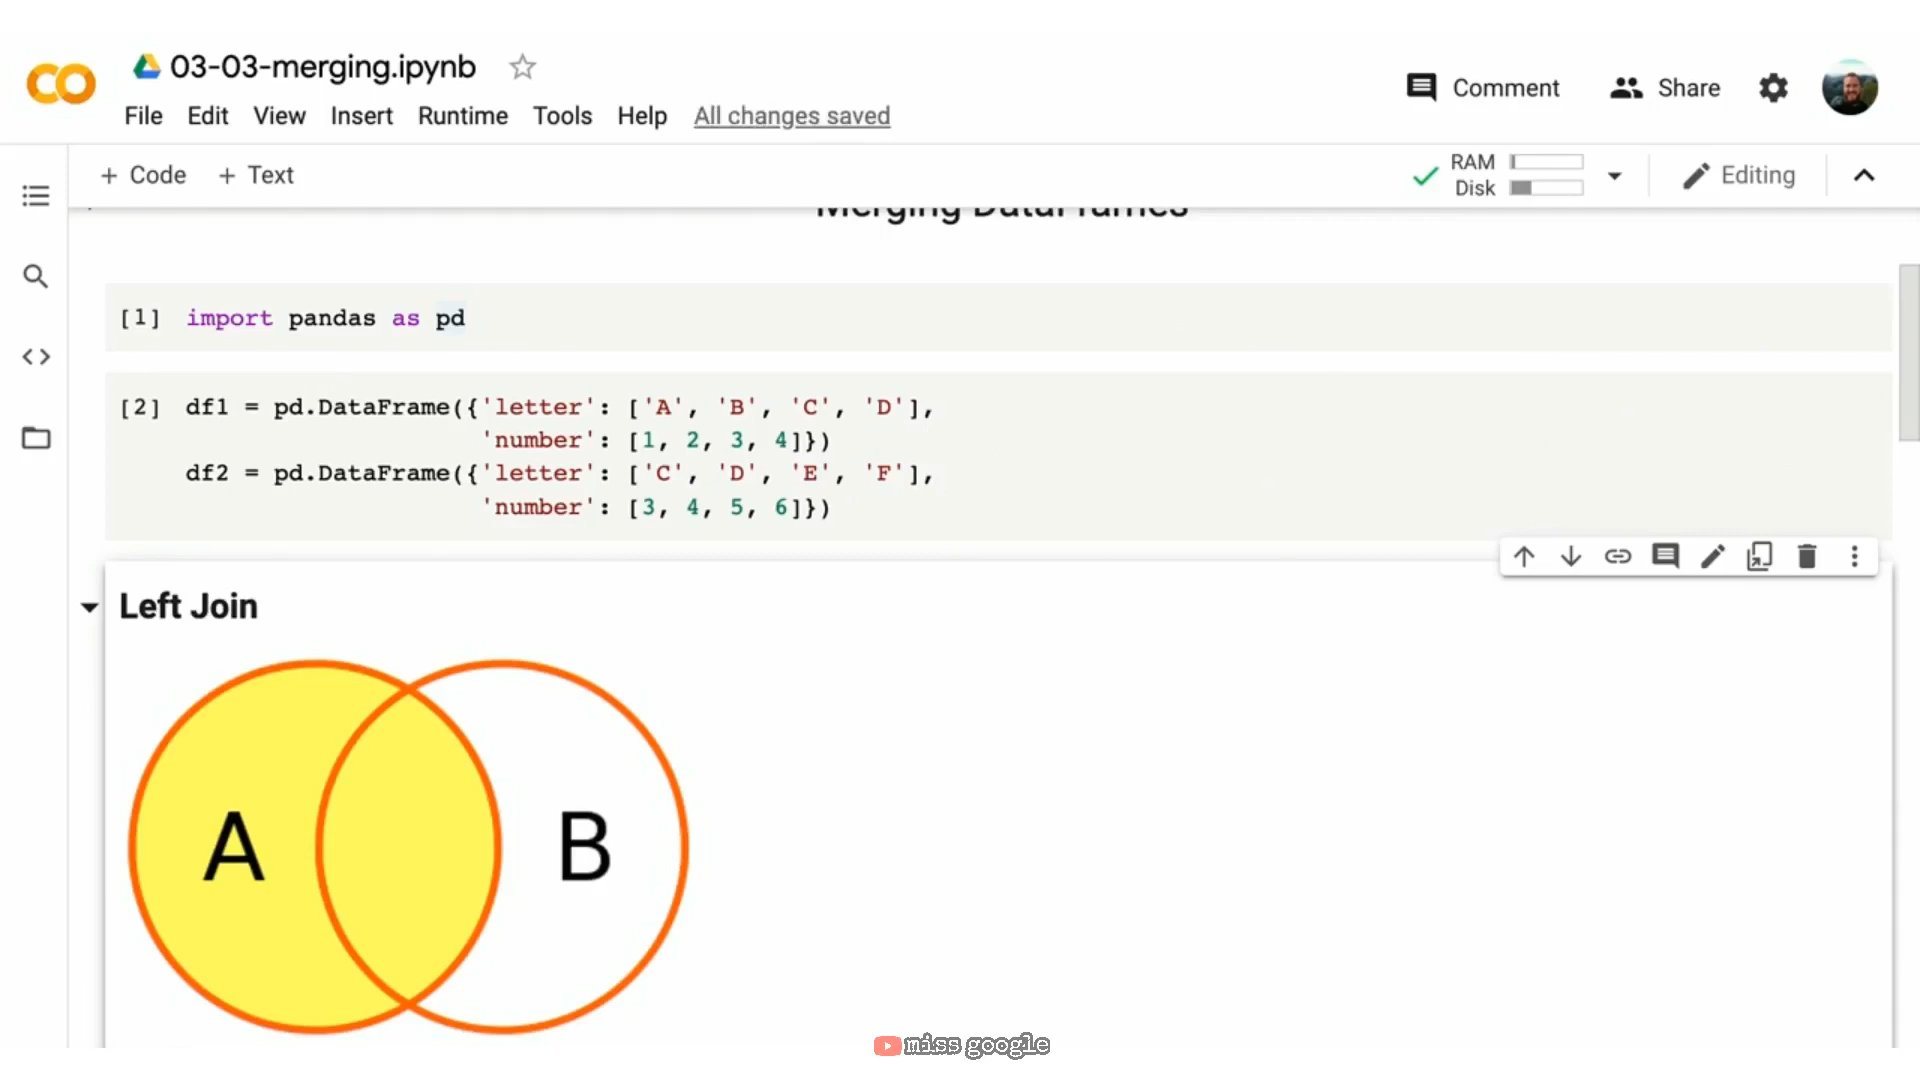 03-03-merging.ipynb
Comment Share
File Edit View Insert Runtime Tools Help All changes saved
+ Code + Text
RAM
Disk
Editing
Merging DataFrames
[1] import pandas as pd
[2] df1 = pd.DataFrame({'letter': ['A', 'B', 'C', 'D'],
'number': [1, 2, 3, 4]})
df2 = pd.DataFrame({'letter': ['C', 'D', 'E', 'F'],
'number': [3, 4, 5, 6]})
Left Join
A B
miss google